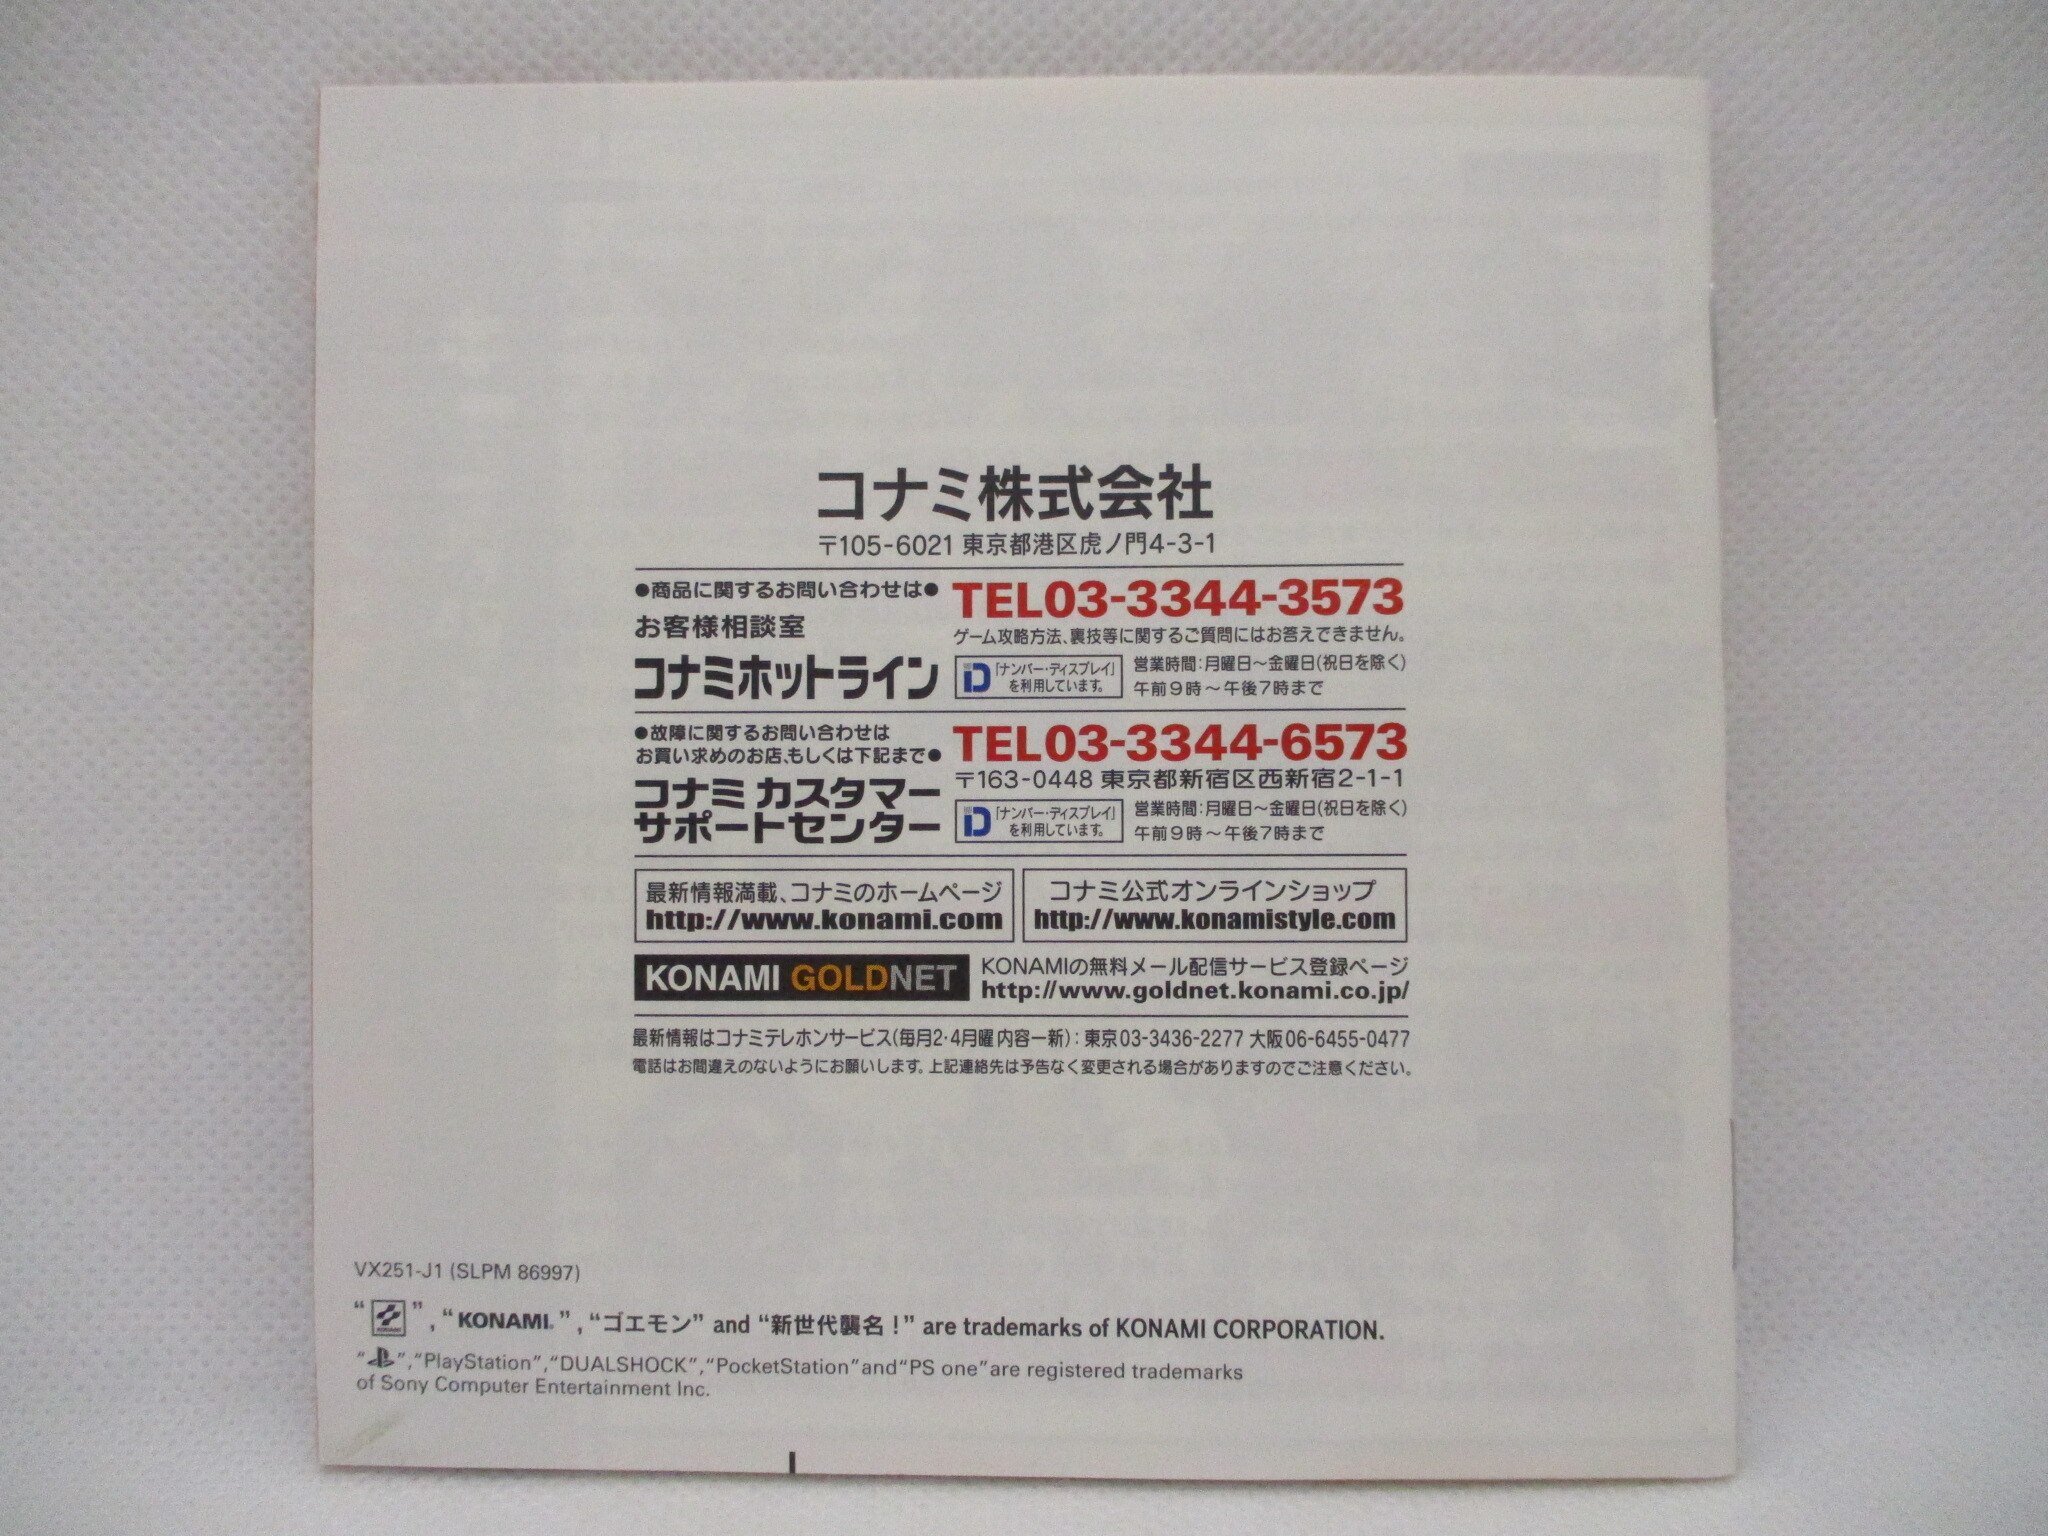 コナミ株式会社
〒105-6021 東京都港区虎ノ門4-3-1
●商品に関するお問い合わせは●
お客様相談室
コナミホットライン
TEL03-3344-3573
ゲーム攻略方法、裏技等に関するご質問にはお答えできません。
D 「ナンバー・ディスプレイ」
を利用しています。
営業時間：月曜日～金曜日(祝日を除く)
午前9時～午後7時まで
●故障に関するお問い合わせは
お買い求めのお店、もしくは下記まで●
コナミ カスタマー
サポートセンター
TEL03-3344-6573
〒163-0448 東京都新宿区西新宿2-1-1
D 「ナンバー・ディスプレイ」
を利用しています。
営業時間：月曜日～金曜日(祝日を除く)
午前9時～午後7時まで
最新情報満載、コナミのホームページ
http://www.konami.com
コナミ公式オンラインショップ
http://www.konamistyle.com
KONAMI GOLDNET
KONAMIの無料メール配信サービス登録ページ
http://www.goldnet.konami.co.jp/
最新情報はコナミテレホンサービス(毎月2・4月曜内容一新)：東京03-3436-2277 大阪06-6455-0477
電話はお間違えのないようにお願いします。上記連絡先は予告なく変更される場合がありますのでご注意ください。
VX251-J1 (SLPM 86997)
“KONAMI”, “KONAMI”, “ゴエモン” and “新世代襲名！” are trademarks of KONAMI CORPORATION.
“ ”, “PlayStation”, “DUALSHOCK”, “PocketStation” and “PS one” are registered trademarks
of Sony Computer Entertainment Inc.